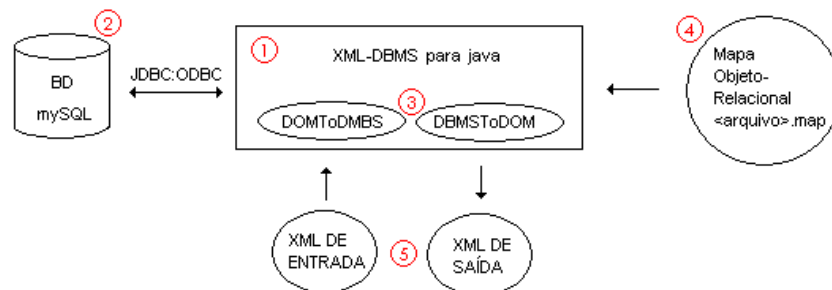 2
BD
mySQL
JDBC:ODBC
1
XML-DBMS para java
3
DOMToDMBS
DBMSToDOM
4
Mapa
Objeto-
Relacional
<arquivo>.map
XML DE
ENTRADA
5
XML DE
SAÍDA